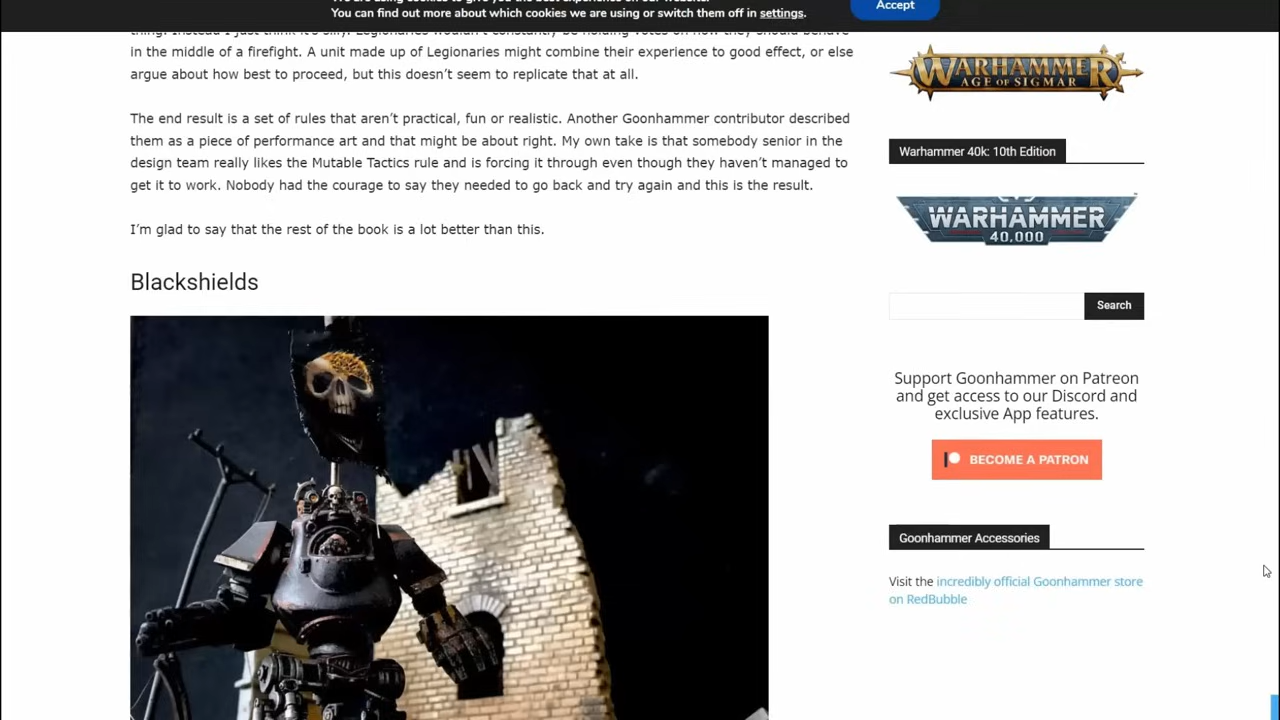 You can find out more about which cookies we are using or switch them off in settings.
Accept
thing! Instead I just think it's silly. Legionaries wouldn't constantly be holding votes on how they should behave
in the middle of a firefight. A unit made up of Legionaries might combine their experience to good effect, or else
argue about how best to proceed, but this doesn't seem to replicate that at all.
The end result is a set of rules that aren't practical, fun or realistic. Another Goonhammer contributor described
them as a piece of performance art and that might be about right. My own take is that somebody senior in the
design team really likes the Mutable Tactics rule and is forcing it through even though they haven't managed to
get it to work. Nobody had the courage to say they needed to go back and try again and this is the result.
I'm glad to say that the rest of the book is a lot better than this.
Blackshields
WARHAMMER
AGE OF SIGMAR
Warhammer 40k: 10th Edition
WARHAMMER
40,000
Search
Support Goonhammer on Patreon
and get access to our Discord and
exclusive App features.
BECOME A PATRON
Goonhammer Accessories
Visit the incredibly official Goonhammer store
on RedBubble